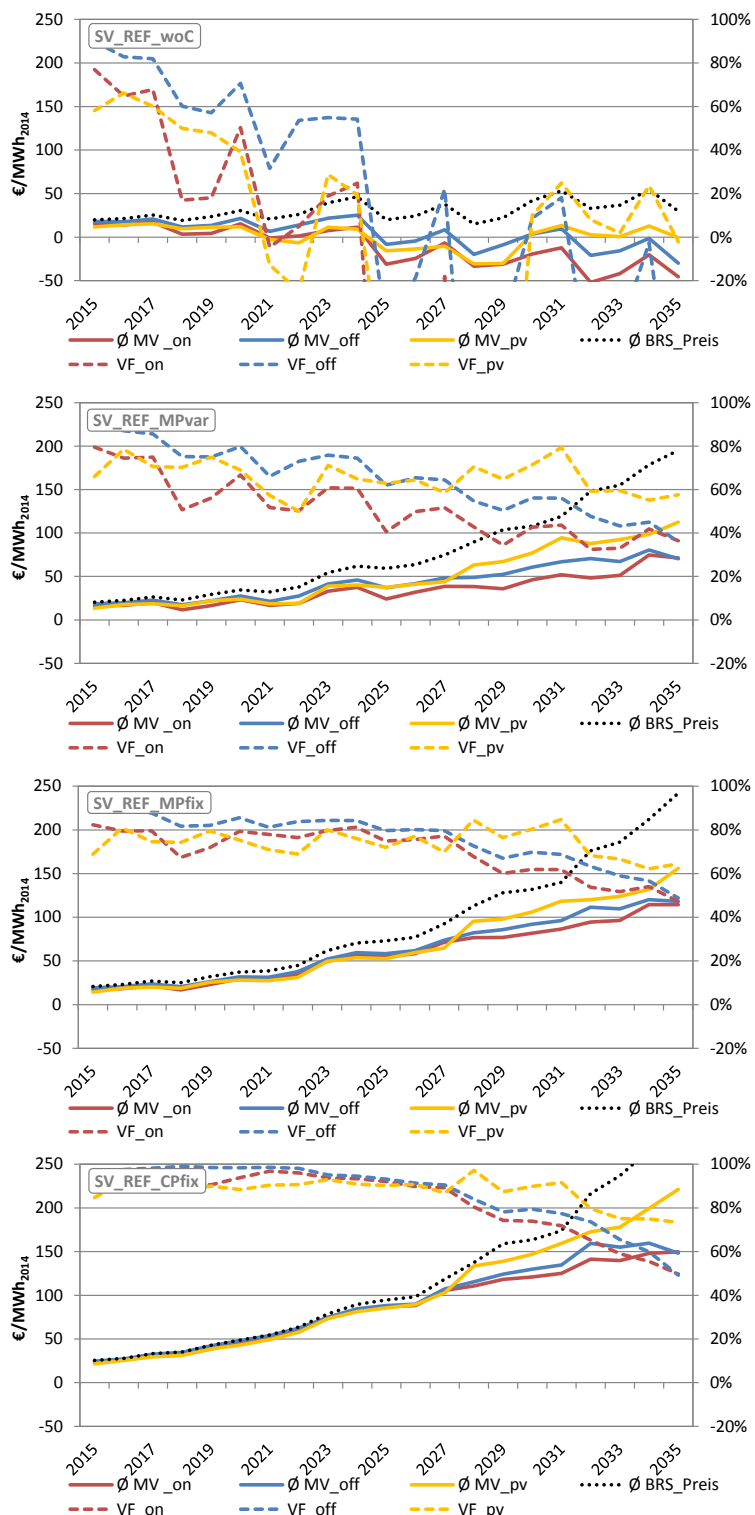 SV_REF_woC
€/MWh2014
250
200
150
100
50
0
-50
100%
80%
60%
40%
20%
0%
-20%
2015 2017 2019 2021 2023 2025 2027 2029 2031 2033 2035
Ø MV _on Ø MV_off Ø MV_pv Ø BRS_Preis
VF_on VF_off VF_pv
SV_REF_MPvar
€/MWh2014
250
200
150
100
50
0
-50
100%
80%
60%
40%
20%
0%
-20%
2015 2017 2019 2021 2023 2025 2027 2029 2031 2033 2035
Ø MV _on Ø MV_off Ø MV_pv Ø BRS_Preis
VF_on VF_off VF_pv
SV_REF_MPfix
€/MWh2014
250
200
150
100
50
0
-50
100%
80%
60%
40%
20%
0%
-20%
2015 2017 2019 2021 2023 2025 2027 2029 2031 2033 2035
Ø MV _on Ø MV_off Ø MV_pv Ø BRS_Preis
VF_on VF_off VF_pv
SV_REF_CPfix
€/MWh2014
250
200
150
100
50
0
-50
100%
80%
60%
40%
20%
0%
-20%
2015 2017 2019 2021 2023 2025 2027 2029 2031 2033 2035
Ø MV _on Ø MV_off Ø MV_pv Ø BRS_Preis
VF_on VF_off VF_pv